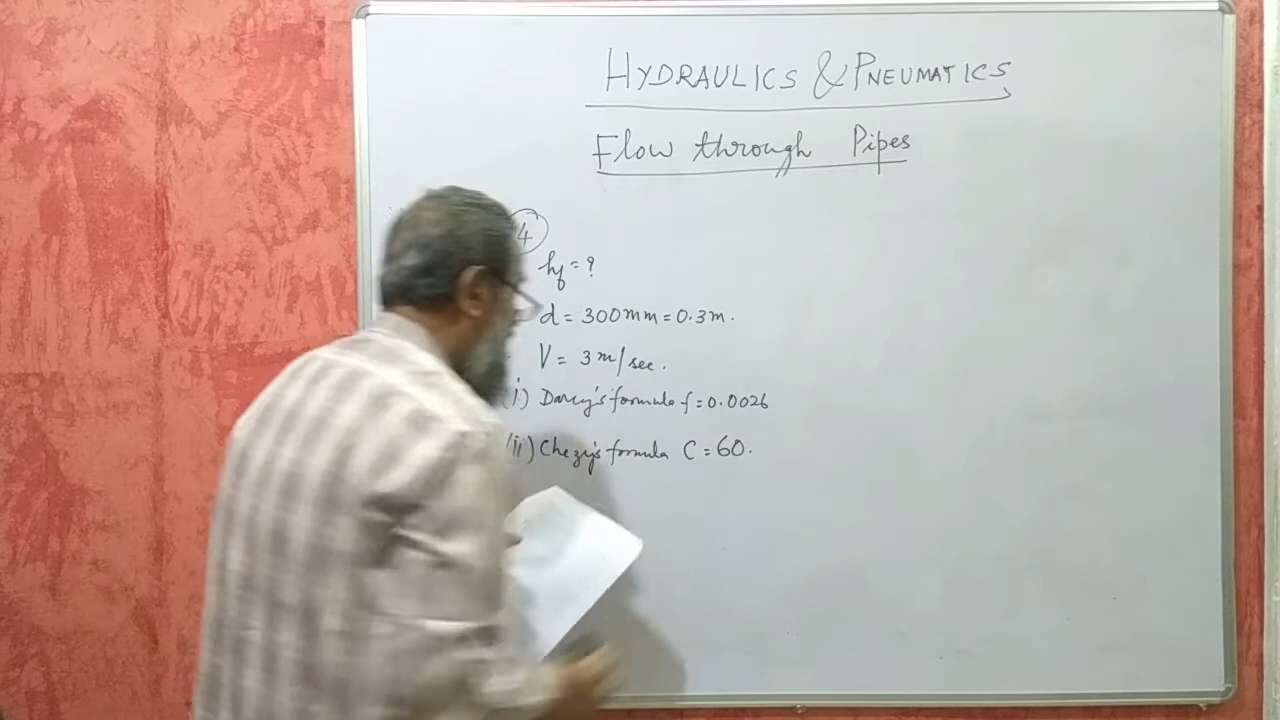 HYDRAULICS & PNEUMATICS
Flow through Pipes
4
hf = ?
d = 300mm = 0.3m.
V = 3 m/sec.
(i) Darcy's formula f = 0.0026
(ii) Chezy's formula C = 60.